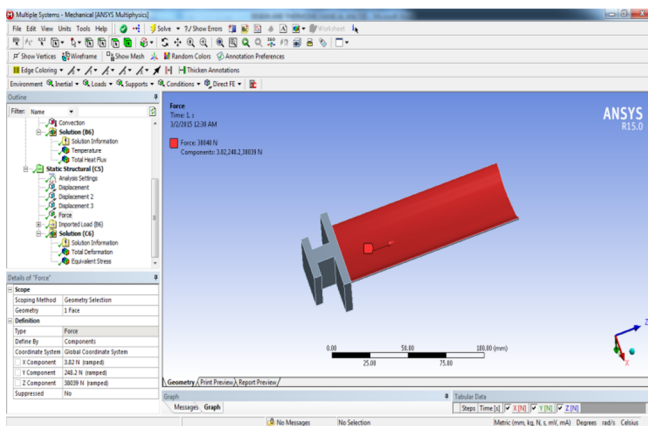 Multiple Systems - Mechanical [ANSYS Multiphysics]
File Edit View Units Tools Help Solve ?/Show Errors Worksheet
Show Vertices Wireframe Show Mesh Random Colors Annotation Preferences
Edge Coloring Thicken Annotations
Environment Inertial Loads Supports Conditions Direct FE
Outline
Filter: Name
Convection
Solution (B6)
Solution Information
Temperature
Total Heat Flux
Static Structural (C5)
Analysis Settings
Displacement
Displacement 2
Displacement 3
Force
Imported Load (B6)
Solution (C6)
Solution Information
Total Deformation
Equivalent Stress
Details of "Force"
Scope
Scoping Method Geometry Selection
Geometry 1 Face
Definition
Type Force
Define By Components
Coordinate System Global Coordinate System
X Component 3.02 N (ramped)
Y Component 248.2 N (ramped)
Z Component 38039 N (ramped)
Suppressed No
Force
Time: 1. s
3/2/2015 12:30 AM
Force: 38040 N
Components: 3.02,248.2,38039 N
ANSYS
R15.0
0.00 50.00 100.00 (mm)
25.00 75.00
Z
X
Geometry Print Preview Report Preview
Graph
Messages Graph
Tabular Data
Steps Time [s] X [N] Y [N] Z [N]
No Messages No Selection Metric (mm, kg, N, s, mV, mA) Degrees rad/s Celsius